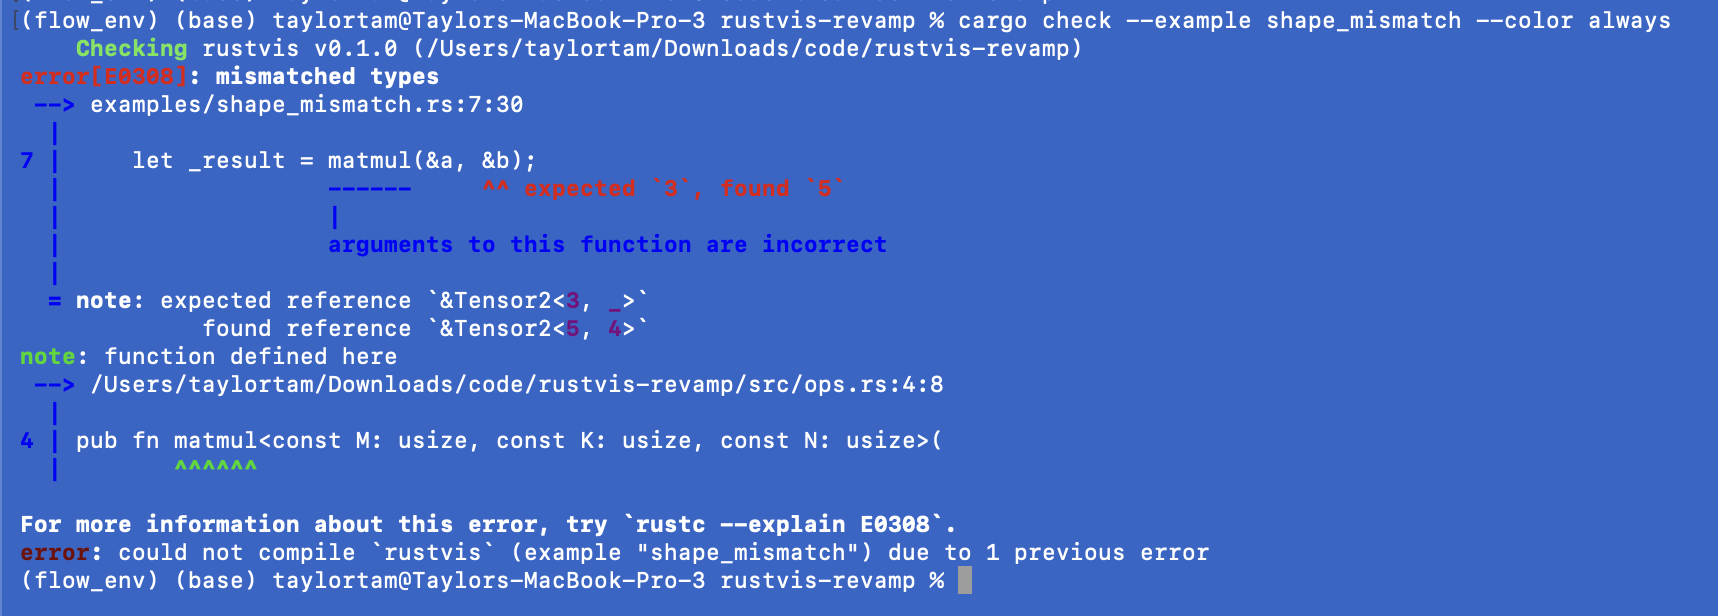 (flow_env) (base) taylortam@Taylors-MacBook-Pro-3 rustvis-revamp % cargo check --example shape_mismatch --color always
    Checking rustvis v0.1.0 (/Users/taylortam/Downloads/code/rustvis-revamp)
error[E0308]: mismatched types
 --> examples/shape_mismatch.rs:7:30
  |
7 |     let _result = matmul(&a, &b);
  |                   ------     ^^ expected `3`, found `5`
  |                   |
  |                   arguments to this function are incorrect
  |
  = note: expected reference `&Tensor2<3, _>`
             found reference `&Tensor2<5, 4>`
note: function defined here
 --> /Users/taylortam/Downloads/code/rustvis-revamp/src/ops.rs:4:8
  |
4 | pub fn matmul<const M: usize, const K: usize, const N: usize>(
  |        ^^^^^^

For more information about this error, try `rustc --explain E0308`.
error: could not compile `rustvis` (example "shape_mismatch") due to 1 previous error
(flow_env) (base) taylortam@Taylors-MacBook-Pro-3 rustvis-revamp %